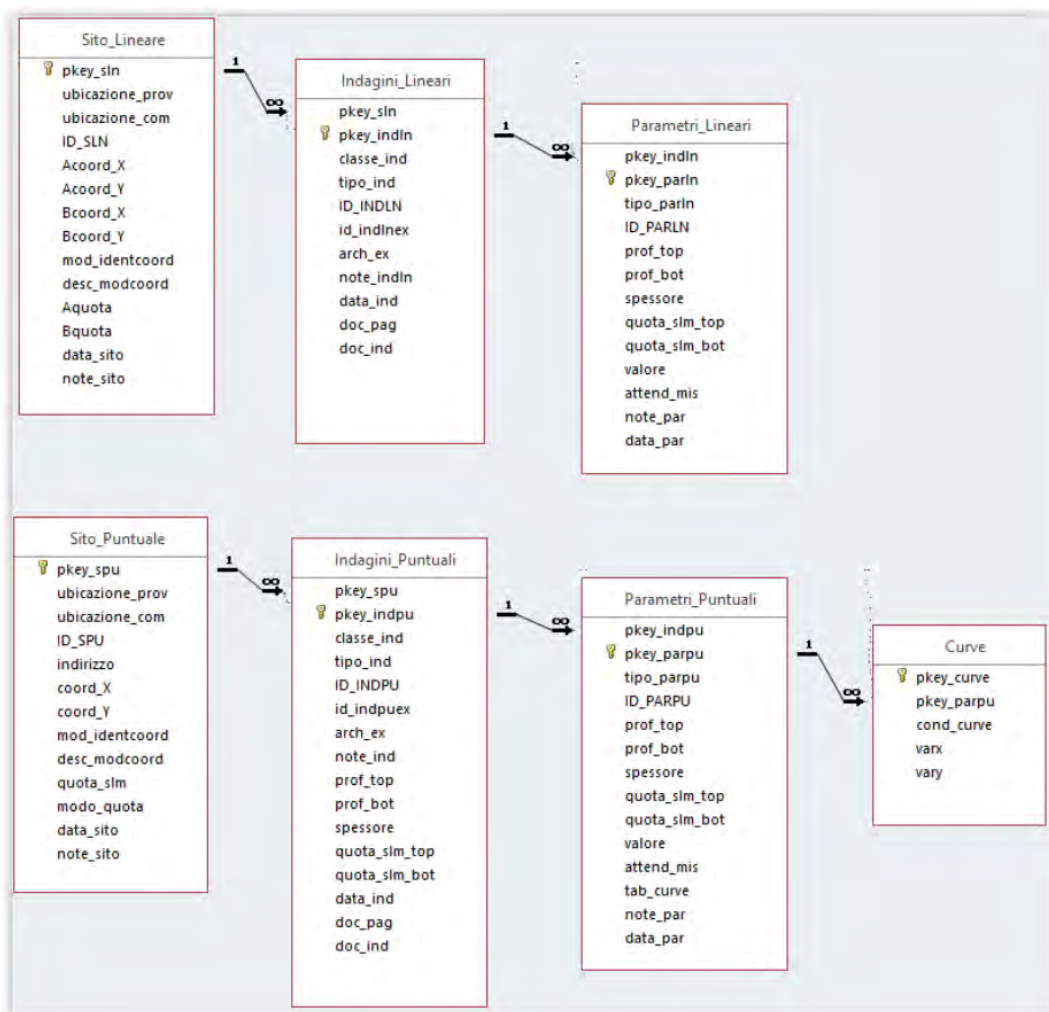 Sito_Lineare
pkey_sln
ubicazione_prov
ubicazione_com
ID_SLN
Acoord_X
Acoord_Y
Bcoord_X
Bcoord_Y
mod_identcoord
desc_modcoord
Aquota
Bquota
data_sito
note_sito
1
∞
Indagini_Lineari
pkey_sln
pkey_indln
classe_ind
tipo_ind
ID_INDLN
id_indlnex
arch_ex
note_indln
data_ind
doc_pag
doc_ind
1
∞
Parametri_Lineari
pkey_indln
pkey_parln
tipo_parln
ID_PARLN
prof_top
prof_bot
spessore
quota_slm_top
quota_slm_bot
valore
attend_mis
note_par
data_par
Sito_Puntuale
pkey_spu
ubicazione_prov
ubicazione_com
ID_SPU
indirizzo
coord_X
coord_Y
mod_identcoord
desc_modcoord
quota_slm
modo_quota
data_sito
note_sito
1
∞
Indagini_Puntuali
pkey_spu
pkey_indpu
classe_ind
tipo_ind
ID_INDPU
id_indpuex
arch_ex
note_ind
prof_top
prof_bot
spessore
quota_slm_top
quota_slm_bot
data_ind
doc_pag
doc_ind
1
∞
Parametri_Puntuali
pkey_indpu
pkey_parpu
tipo_parpu
ID_PARPU
prof_top
prof_bot
spessore
quota_slm_top
quota_slm_bot
valore
attend_mis
tab_curve
note_par
data_par
1
∞
Curve
pkey_curve
pkey_parpu
cond_curve
varx
vary